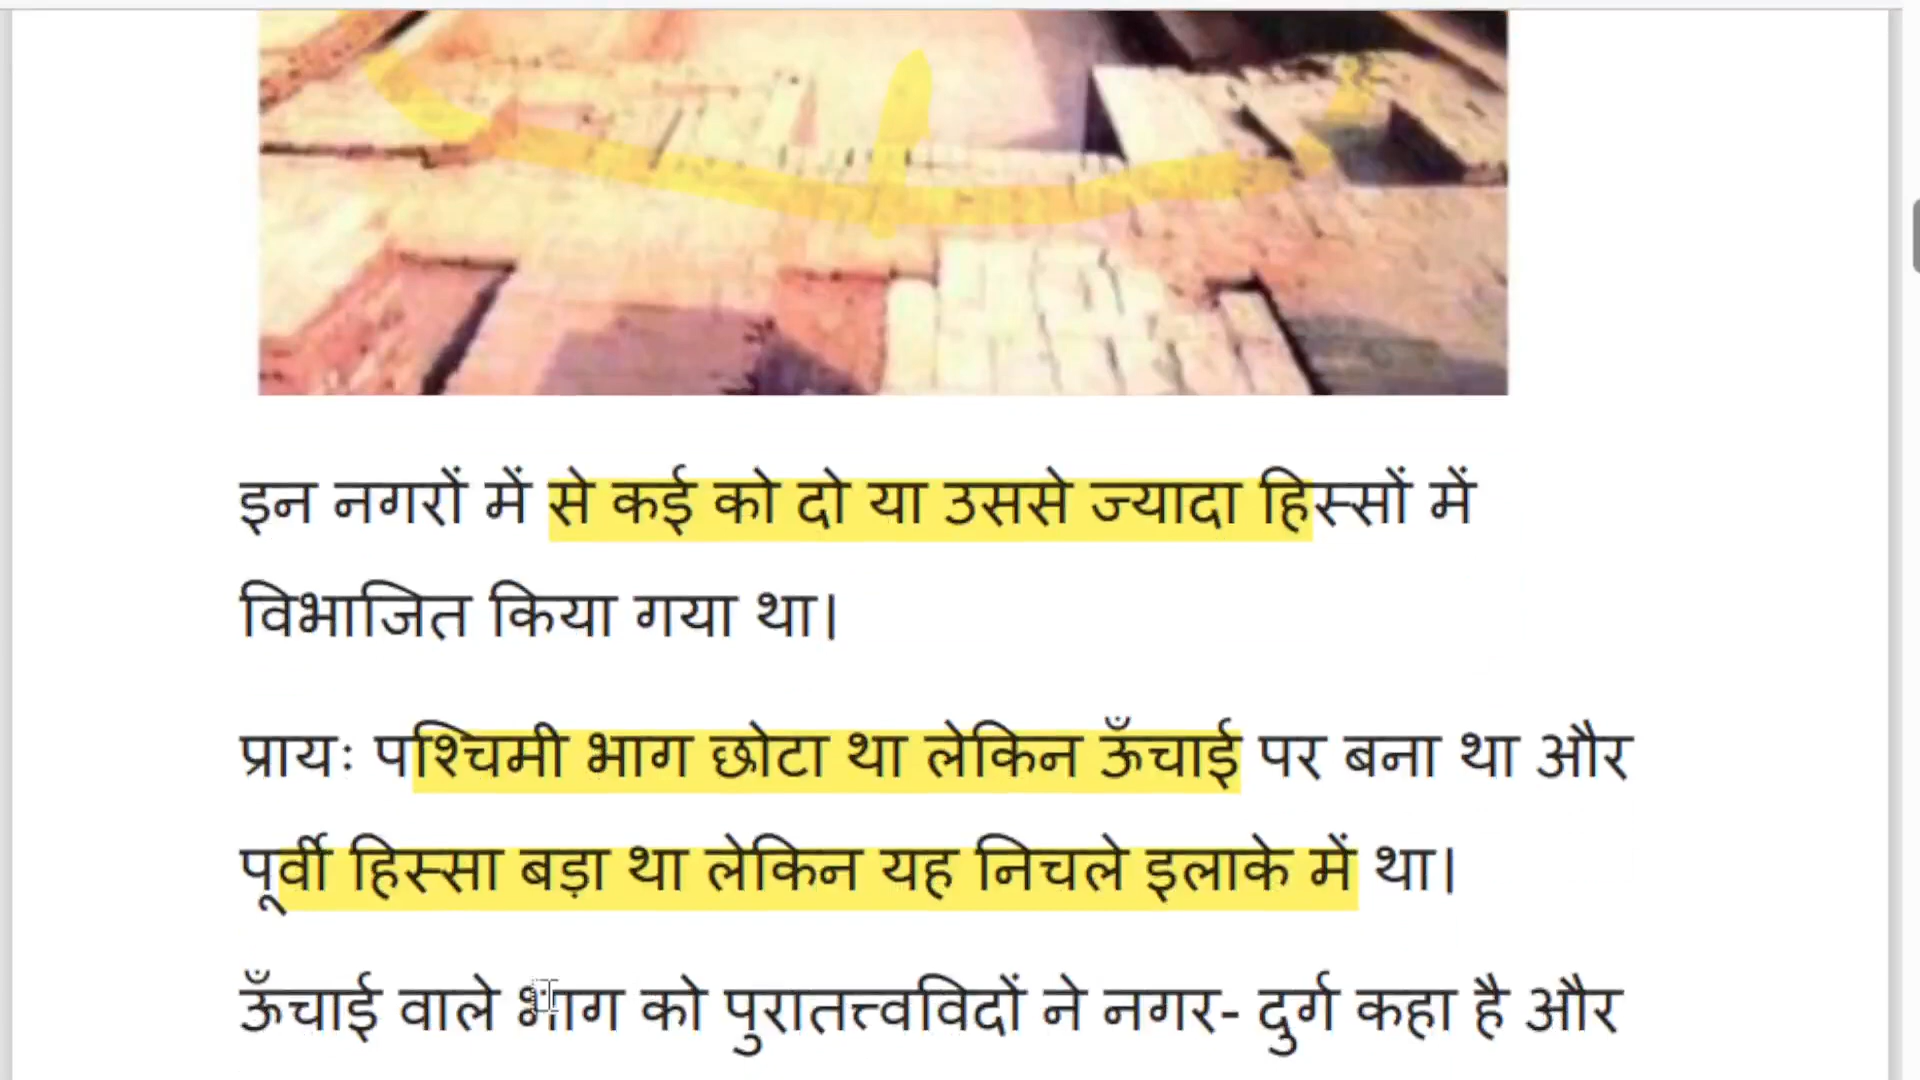 इन नगरों में से कई को दो या उससे ज्यादा हिस्सों में
विभाजित किया गया था।
प्रायः पश्चिमी भाग छोटा था लेकिन ऊँचाई पर बना था और
पूर्वी हिस्सा बड़ा था लेकिन यह निचले इलाके में था।
ऊँचाई वाले भाग को पुरातत्त्वविदों ने नगर- दुर्ग कहा है और